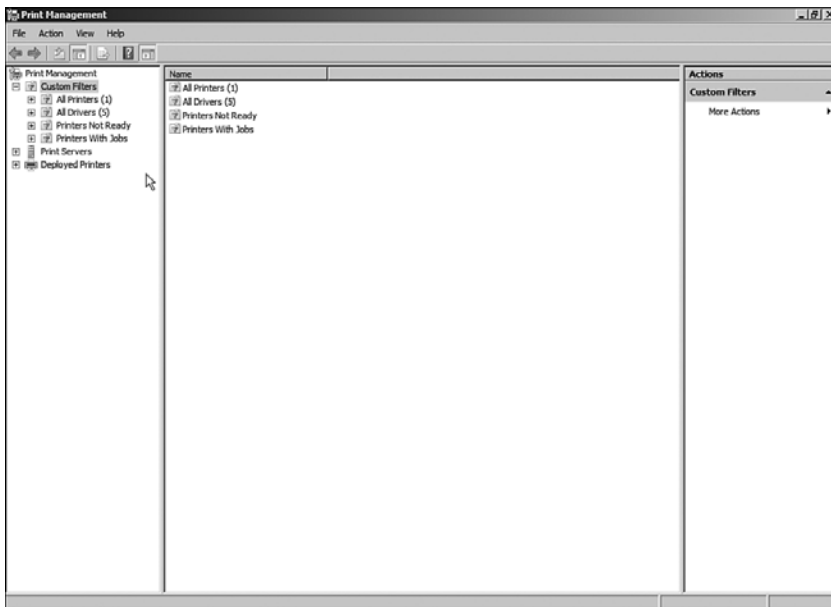 Print Management
File Action View Help
Print Management
Custom Filters
All Printers (1)
All Drivers (5)
Printers Not Ready
Printers With Jobs
Print Servers
Deployed Printers
Name
All Printers (1)
All Drivers (5)
Printers Not Ready
Printers With Jobs
Actions
Custom Filters
More Actions